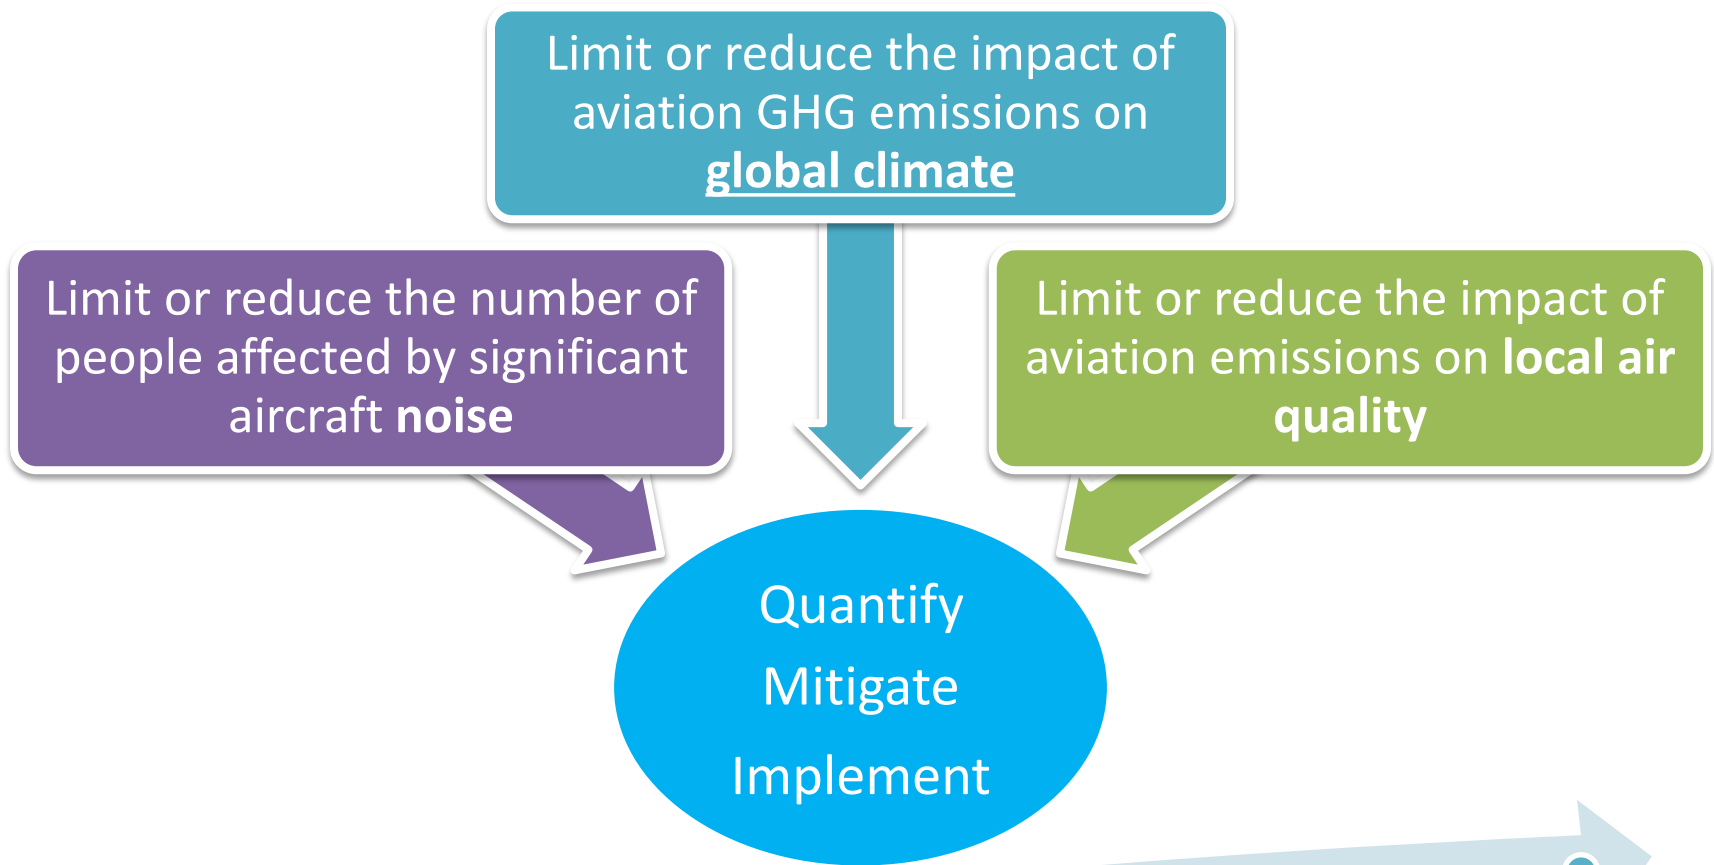 Limit or reduce the impact of
aviation GHG emissions on
global climate
Limit or reduce the number of
people affected by significant
aircraft noise
Limit or reduce the impact of
aviation emissions on local air
quality
Quantify
Mitigate
Implement